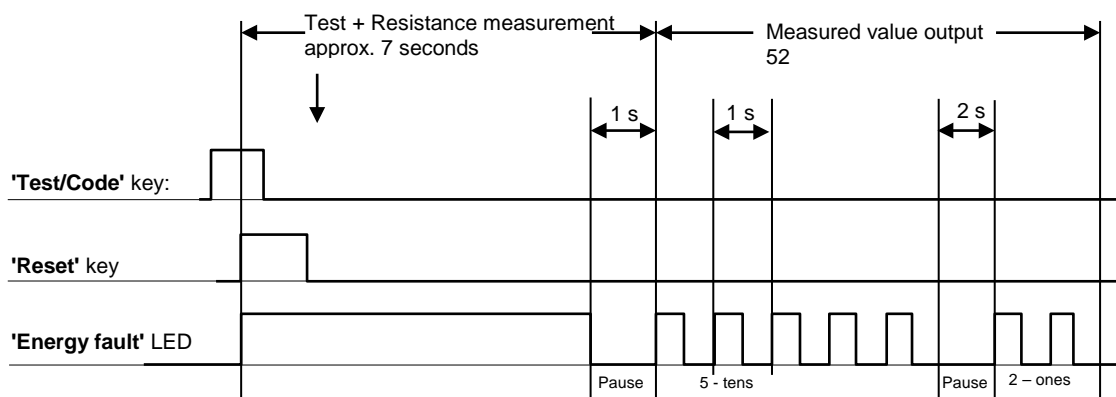 Test + Resistance measurement
approx. 7 seconds
Measured value output
52
1 s
1 s
2 s
'Test/Code' key:
'Reset' key
'Energy fault' LED
Pause
5 - tens
Pause
2 – ones